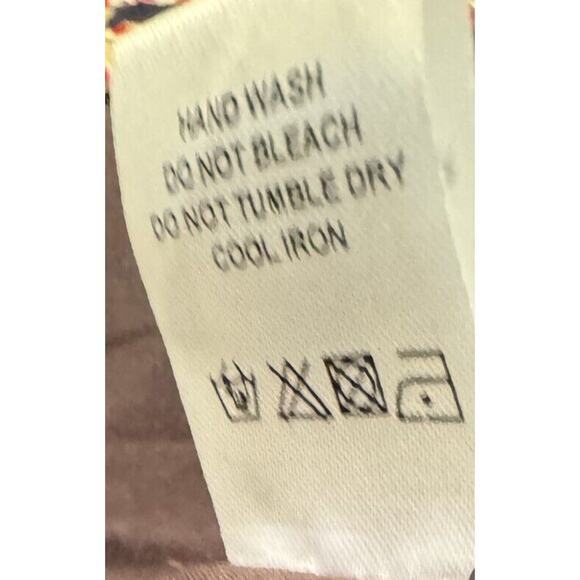 HAND WASH
DO NOT BLEACH
DO NOT TUMBLE DRY
COOL IRON